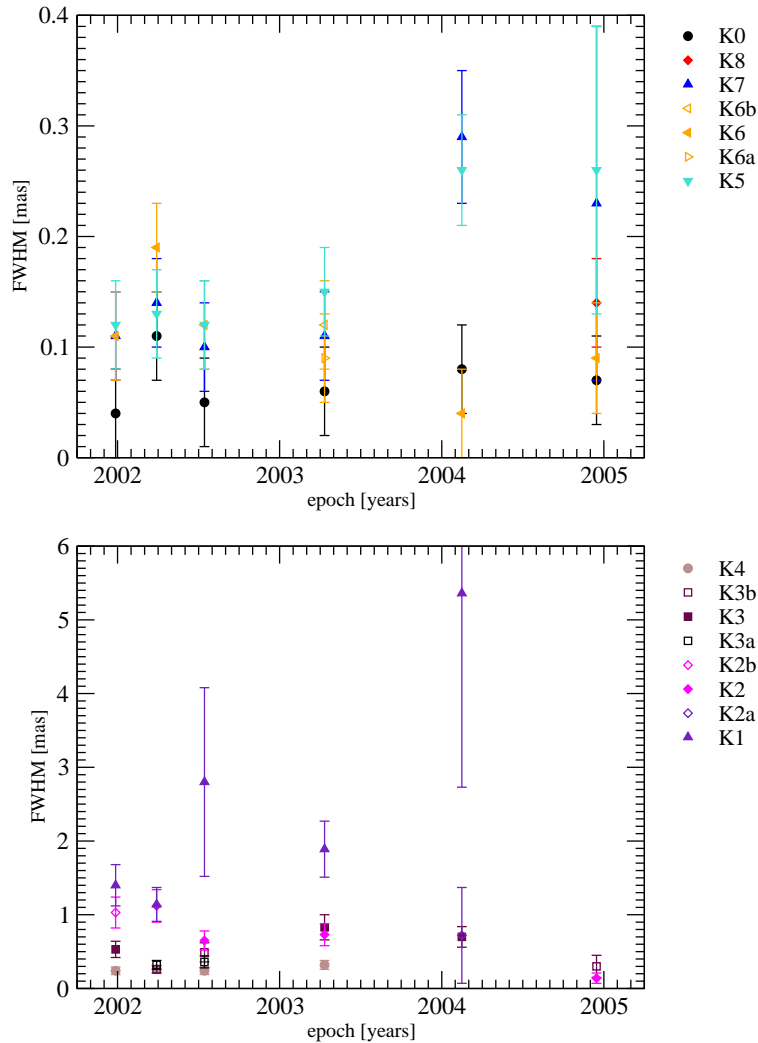 0.4
0.3
0.2
0.1
0
FWHM [mas]
2002
2003
2004
2005
epoch [years]
K0
K8
K7
K6b
K6
K6a
K5
6
5
4
3
2
1
0
FWHM [mas]
2002
2003
2004
2005
epoch [years]
K4
K3b
K3
K3a
K2b
K2
K2a
K1